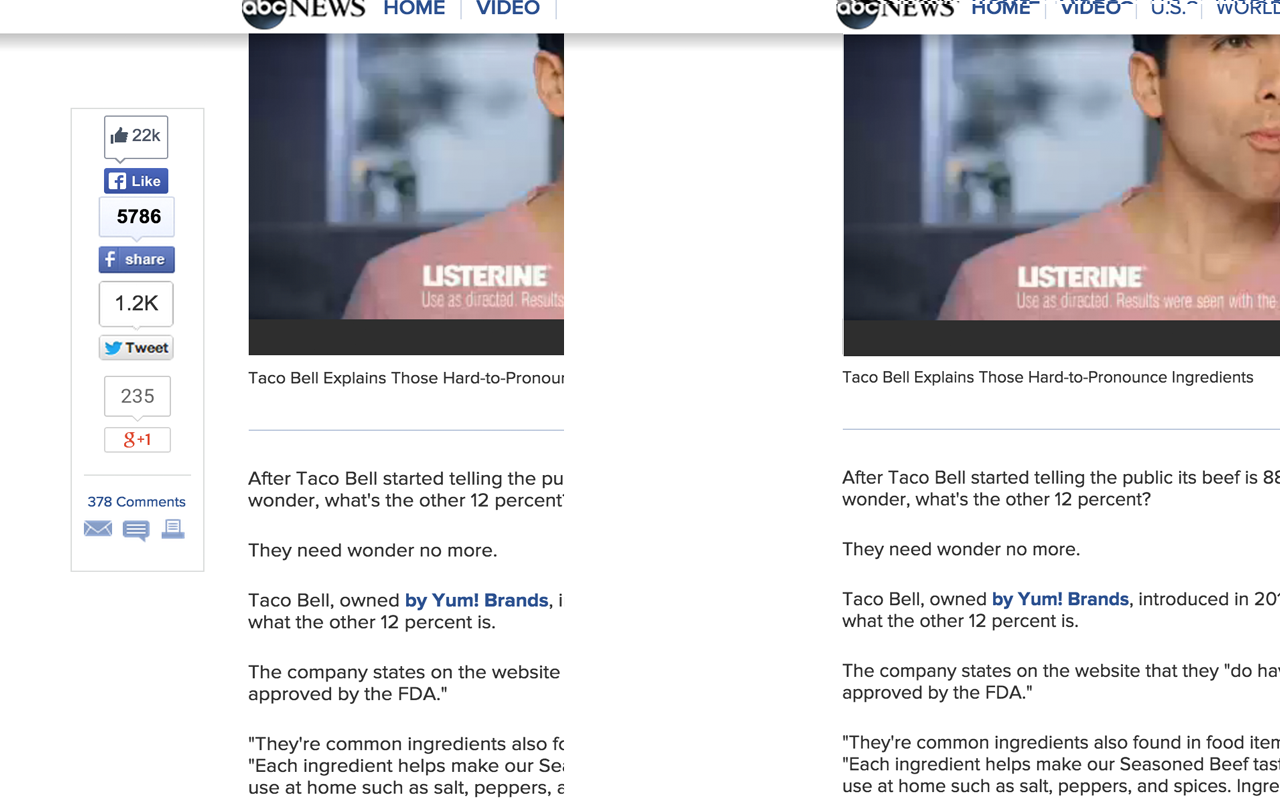 abc NEWS HOME VIDEO
22k
Like
5786
share
1.2K
Tweet
235
g+1
378 Comments
LISTERINE
Use as directed. Results
Taco Bell Explains Those Hard-to-Pronour
After Taco Bell started telling the pu
wonder, what's the other 12 percent?
They need wonder no more.
Taco Bell, owned by Yum! Brands, i
what the other 12 percent is.
The company states on the website
approved by the FDA."
"They're common ingredients also fo
"Each ingredient helps make our Sea
use at home such as salt, peppers, a
abc NEWS HOME VIDEO U.S. WORLD
LISTERINE
Use as directed. Results were seen with the
Taco Bell Explains Those Hard-to-Pronounce Ingredients
After Taco Bell started telling the public its beef is 88
wonder, what's the other 12 percent?
They need wonder no more.
Taco Bell, owned by Yum! Brands, introduced in 201
what the other 12 percent is.
The company states on the website that they "do hav
approved by the FDA."
"They're common ingredients also found in food item
"Each ingredient helps make our Seasoned Beef tast
use at home such as salt, peppers, and spices. Ingre